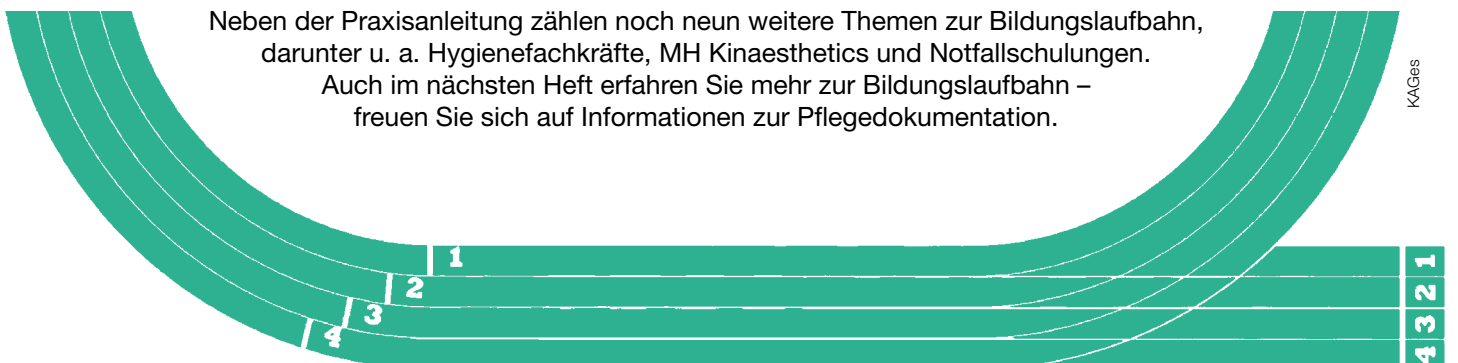 Neben der Praxisanleitung zählen noch neun weitere Themen zur Bildungslaufbahn,
darunter u. a. Hygienefachkräfte, MH Kinaesthetics und Notfallschulungen.
Auch im nächsten Heft erfahren Sie mehr zur Bildungslaufbahn –
freuen Sie sich auf Informationen zur Pflegedokumentation.
KAGes
1
2
3
4
1
2
3
4